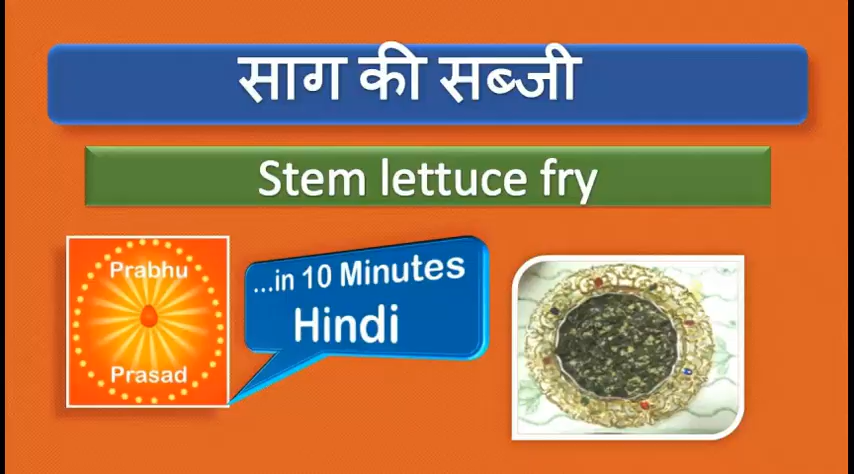 साग की सब्जी
Stem lettuce fry
Prabhu
Prasad
...in 10 Minutes
Hindi